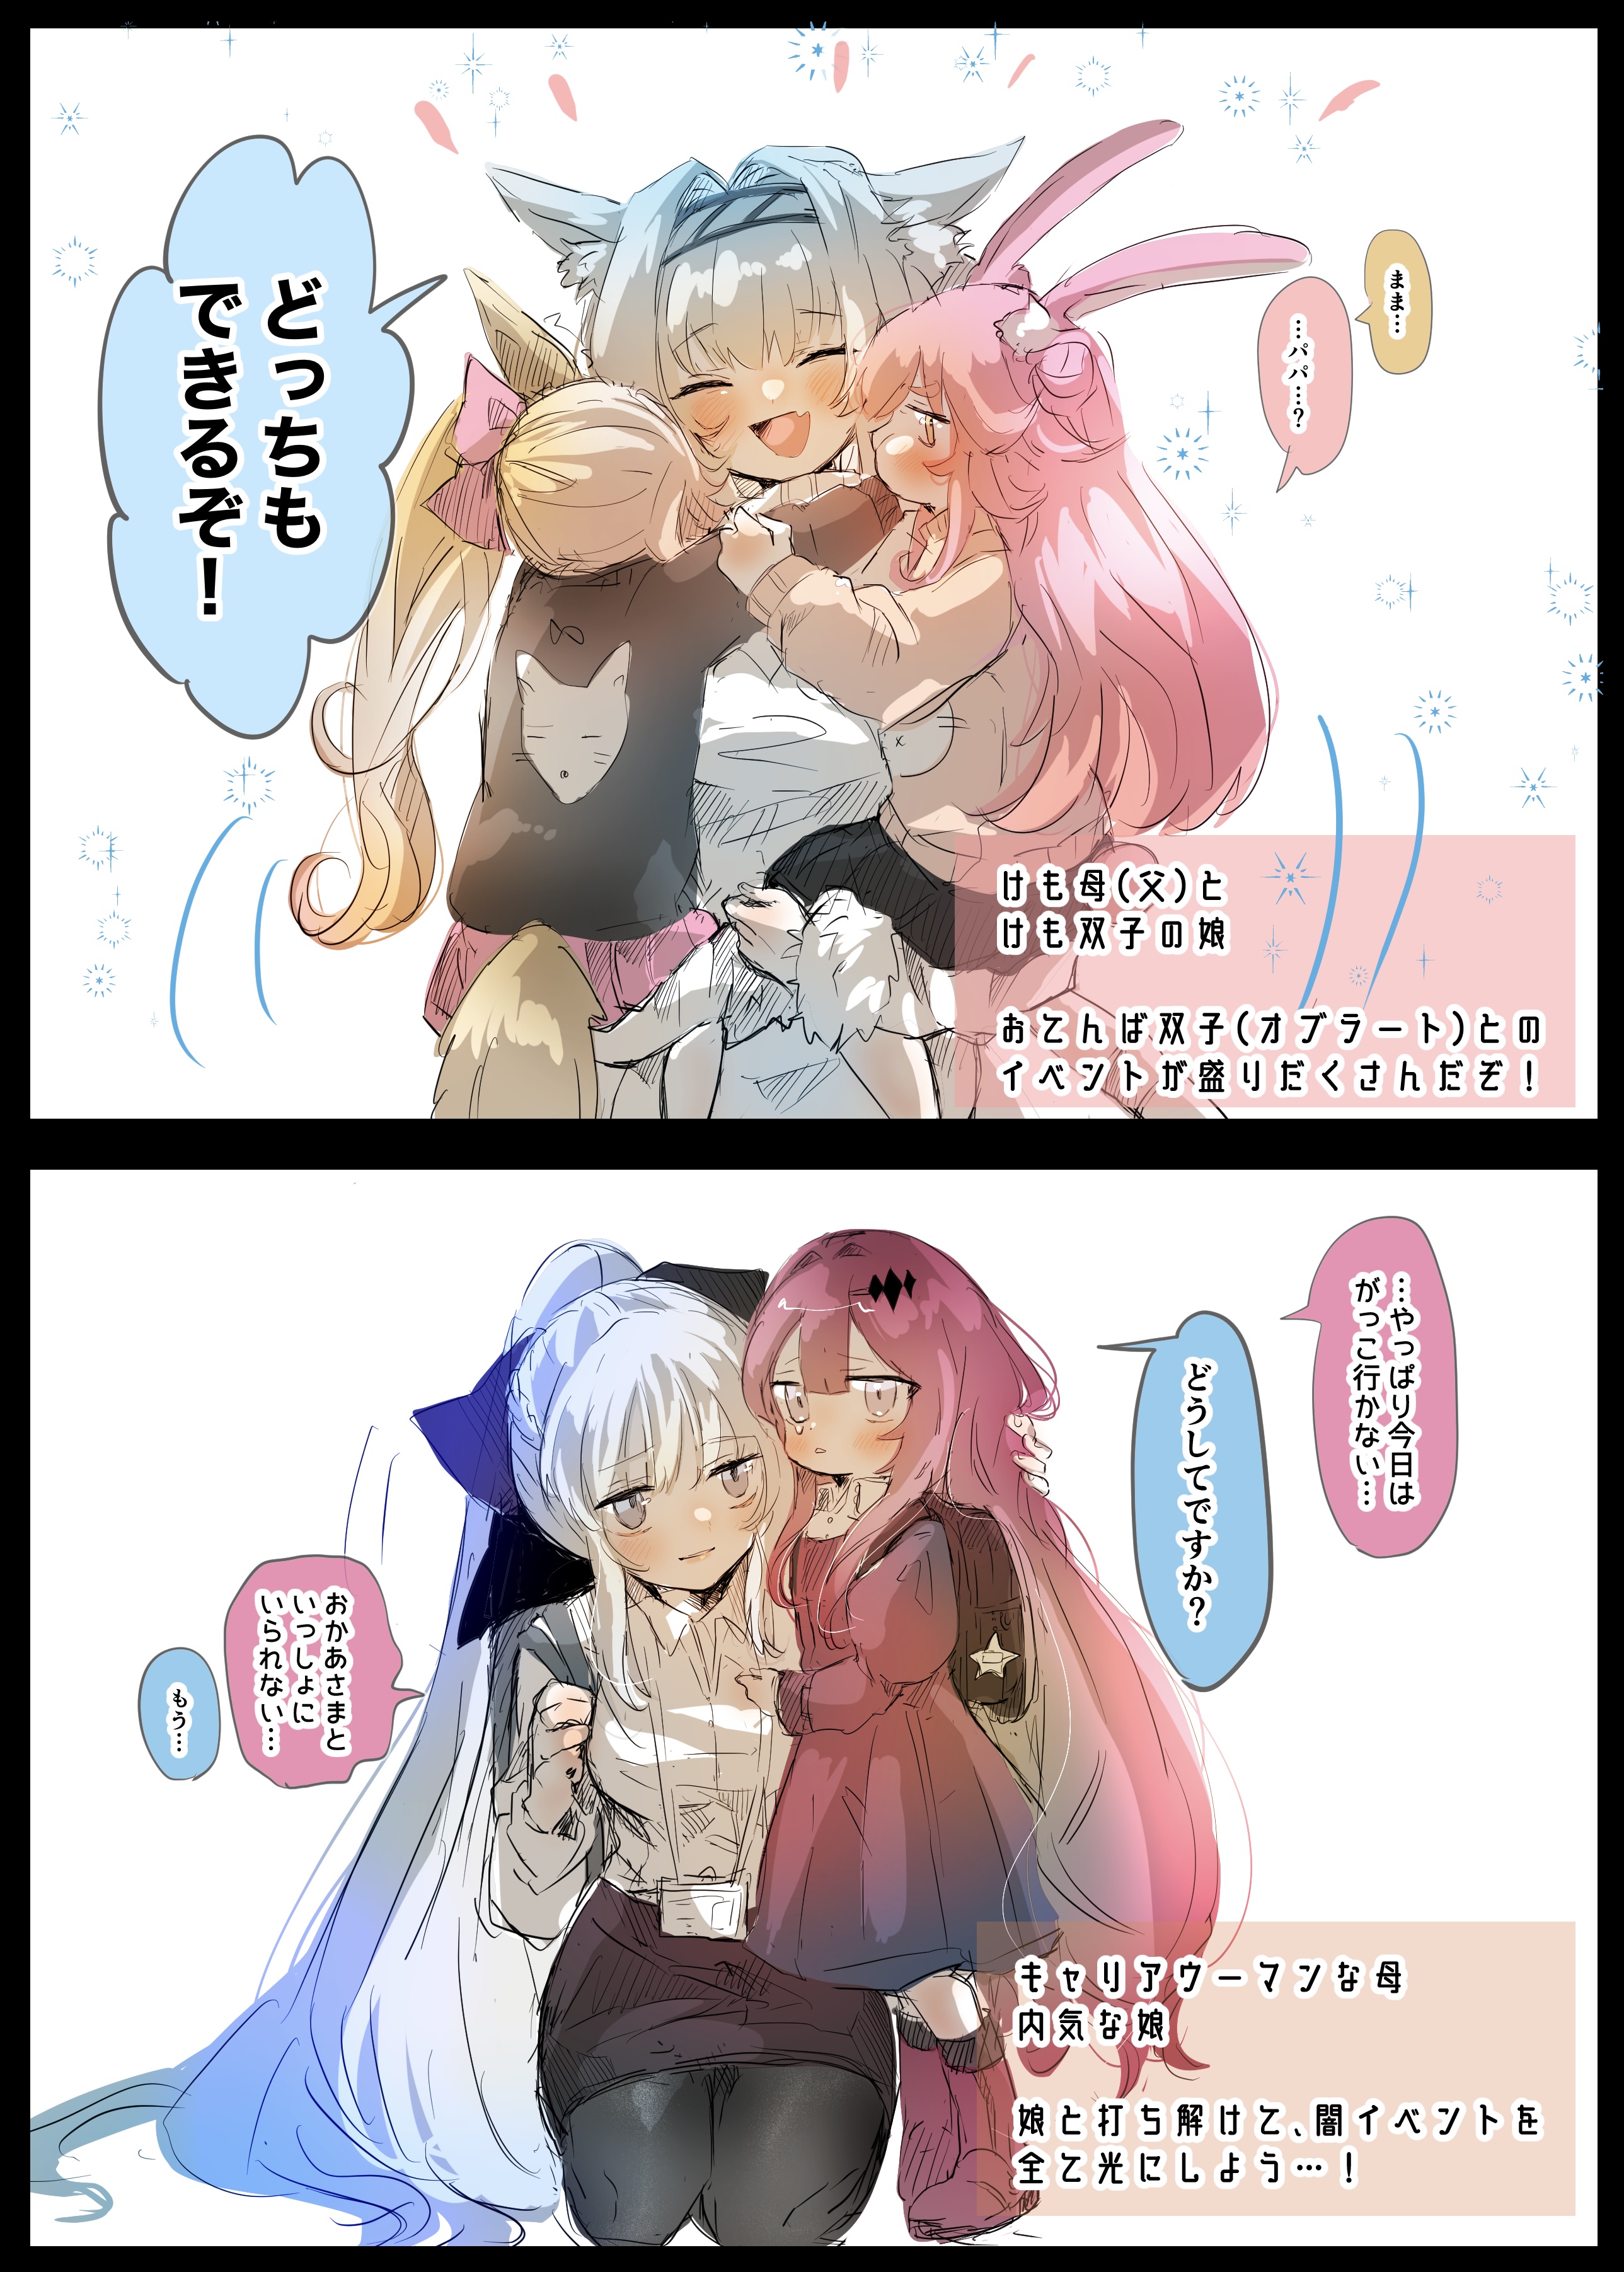 まま…
…パパ…?
どっちも
できるぞ！
けも母(父)と
けも双子の娘
おてんば双子(オブラート)との
イベントが盛りだくさんだぞ！
…やっぱり今日は
がっこ行かない…
どうしてですか?
おかあさまと
いっしょに
いられない…
もう…
キャリアウーマンな母
内気な娘
娘と打ち解けて、闇イベントを
全て光にしよう…！